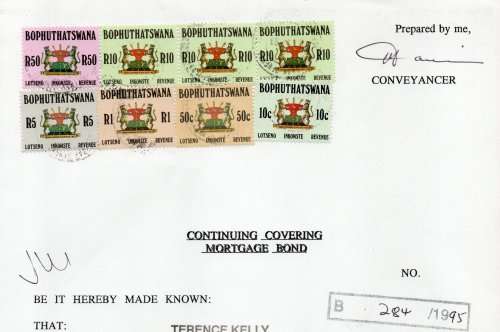 BOPHUTHATSWANA
R50 R50
LOTSENO INKOMSTE REVENUE
BOPHUTHATSWANA
R10 R10
LOTSENO INKOMSTE REVENUE
BOPHUTHATSWANA
R10 R10
LOTSENO INKOMSTE REVENUE
BOPHUTHATSWANA
R10 R10
BOPHUTHATSWANA
R5 R5
LOTSENO INKOMSTE REVENUE
BOPHUTHATSWANA
R1 R1
LOTSENO INKOMSTE REVENUE
BOPHUTHATSWANA
50c 50c
LOTSENO INKOMSTE REVENUE
BOPHUTHATSWANA
10c 10c
LOTSENO INKOMSTE REVENUE
Prepared by me,
CONVEYANCER
CONTINUING COVERING
MORTGAGE BOND
NO.
BE IT HEREBY MADE KNOWN:
B 284 /1995
THAT: TERENCE KELLY